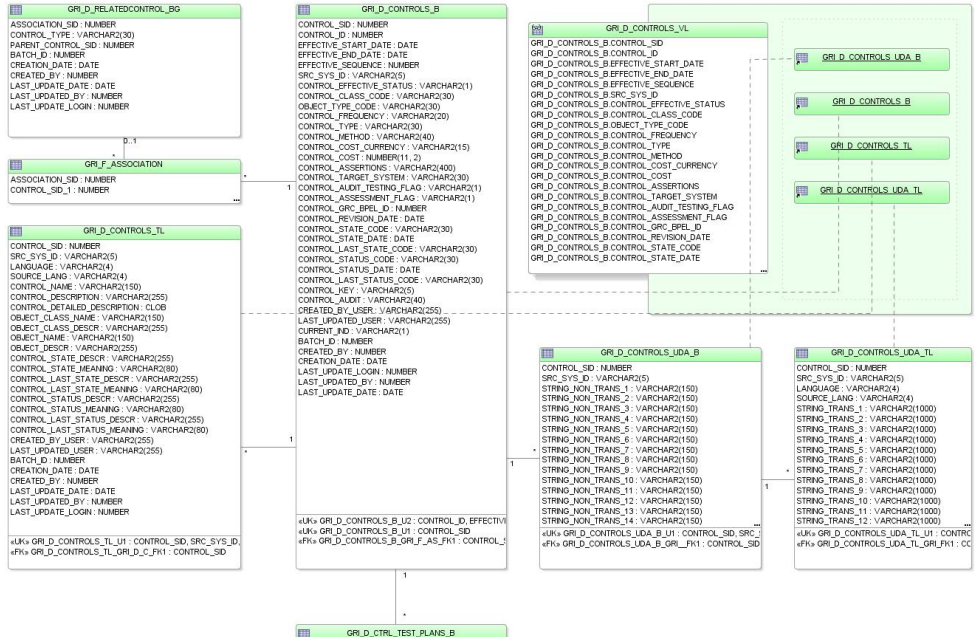 GRI_D_RELATEDCONTROL_BG
ASSOCIATION_SID : NUMBER
CONTROL_TYPE : VARCHAR2(30)
PARENT_CONTROL_SID : NUMBER
BATCH_ID : NUMBER
CREATION_DATE : DATE
CREATED_BY : NUMBER
LAST_UPDATE_DATE : DATE
LAST_UPDATED_BY : NUMBER
LAST_UPDATE_LOGIN : NUMBER
0..1
*
GRI_F_ASSOCIATION
ASSOCIATION_SID : NUMBER
CONTROL_SID_1 : NUMBER
...
*
1
GRI_D_CONTROLS_TL
CONTROL_SID : NUMBER
SRC_SYS_ID : VARCHAR2(5)
LANGUAGE : VARCHAR2(4)
SOURCE_LANG : VARCHAR2(4)
CONTROL_NAME : VARCHAR2(150)
CONTROL_DESCRIPTION : VARCHAR2(255)
CONTROL_DETAILED_DESCRIPTION : CLOB
OBJECT_CLASS_NAME : VARCHAR2(150)
OBJECT_CLASS_DESCR : VARCHAR2(255)
OBJECT_NAME : VARCHAR2(150)
OBJECT_DESCR : VARCHAR2(255)
CONTROL_STATE_DESCR : VARCHAR2(255)
CONTROL_STATE_MEANING : VARCHAR2(80)
CONTROL_LAST_STATE_DESCR : VARCHAR2(255)
CONTROL_LAST_STATE_MEANING : VARCHAR2(80)
CONTROL_STATUS_DESCR : VARCHAR2(255)
CONTROL_STATUS_MEANING : VARCHAR2(80)
CONTROL_LAST_STATUS_DESCR : VARCHAR2(255)
CONTROL_LAST_STATUS_MEANING : VARCHAR2(80)
CREATED_BY_USER : VARCHAR2(255)
LAST_UPDATED_USER : VARCHAR2(255)
BATCH_ID : NUMBER
CREATION_DATE : DATE
CREATED_BY : NUMBER
LAST_UPDATE_DATE : DATE
LAST_UPDATED_BY : NUMBER
LAST_UPDATE_LOGIN : NUMBER
«UK» GRI_D_CONTROLS_TL_U1 : CONTROL_SID, SRC_SYS_ID,
«FK» GRI_D_CONTROLS_TL_GRI_D_C_FK1 : CONTROL_SID
1
*
GRI_D_CONTROLS_B
CONTROL_SID : NUMBER
CONTROL_ID : NUMBER
EFFECTIVE_START_DATE : DATE
EFFECTIVE_END_DATE : DATE
EFFECTIVE_SEQUENCE : NUMBER
SRC_SYS_ID : VARCHAR2(5)
CONTROL_EFFECTIVE_STATUS : VARCHAR2(1)
CONTROL_CLASS_CODE : VARCHAR2(30)
OBJECT_TYPE_CODE : VARCHAR2(30)
CONTROL_FREQUENCY : VARCHAR2(20)
CONTROL_TYPE : VARCHAR2(30)
CONTROL_METHOD : VARCHAR2(40)
CONTROL_COST_CURRENCY : VARCHAR2(15)
CONTROL_COST : NUMBER(11, 2)
CONTROL_ASSERTIONS : VARCHAR2(400)
CONTROL_TARGET_SYSTEM : VARCHAR2(30)
CONTROL_AUDIT_TESTING_FLAG : VARCHAR2(1)
CONTROL_ASSESSMENT_FLAG : VARCHAR2(1)
CONTROL_GRC_BPEL_ID : NUMBER
CONTROL_REVISION_DATE : DATE
CONTROL_STATE_CODE : VARCHAR2(30)
CONTROL_STATE_DATE : DATE
CONTROL_LAST_STATE_CODE : VARCHAR2(30)
CONTROL_STATUS_CODE : VARCHAR2(30)
CONTROL_STATUS_DATE : DATE
CONTROL_LAST_STATUS_CODE : VARCHAR2(30)
CONTROL_KEY : VARCHAR2(5)
CONTROL_AUDIT : VARCHAR2(40)
CREATED_BY_USER : VARCHAR2(255)
LAST_UPDATED_USER : VARCHAR2(255)
CURRENT_IND : VARCHAR2(1)
BATCH_ID : NUMBER
CREATED_BY : NUMBER
CREATION_DATE : DATE
LAST_UPDATE_LOGIN : NUMBER
LAST_UPDATED_BY : NUMBER
LAST_UPDATE_DATE : DATE
«UK» GRI_D_CONTROLS_B_U2 : CONTROL_ID, EFFECTIVI
«UK» GRI_D_CONTROLS_B_U1 : CONTROL_SID
«FK» GRI_D_CONTROLS_B_GRI_F_AS_FK1 : CONTROL_S
1
*
GRI_D_CTRL_TEST_PLANS_B
GRI_D_CONTROLS_VL
GRI_D_CONTROLS_B.CONTROL_SID
GRI_D_CONTROLS_B.CONTROL_ID
GRI_D_CONTROLS_B.EFFECTIVE_START_DATE
GRI_D_CONTROLS_B.EFFECTIVE_END_DATE
GRI_D_CONTROLS_B.EFFECTIVE_SEQUENCE
GRI_D_CONTROLS_B.SRC_SYS_ID
GRI_D_CONTROLS_B.CONTROL_EFFECTIVE_STATUS
GRI_D_CONTROLS_B.CONTROL_CLASS_CODE
GRI_D_CONTROLS_B.OBJECT_TYPE_CODE
GRI_D_CONTROLS_B.CONTROL_FREQUENCY
GRI_D_CONTROLS_B.CONTROL_TYPE
GRI_D_CONTROLS_B.CONTROL_METHOD
GRI_D_CONTROLS_B.CONTROL_COST_CURRENCY
GRI_D_CONTROLS_B.CONTROL_COST
GRI_D_CONTROLS_B.CONTROL_ASSERTIONS
GRI_D_CONTROLS_B.CONTROL_TARGET_SYSTEM
GRI_D_CONTROLS_B.CONTROL_AUDIT_TESTING_FLAG
GRI_D_CONTROLS_B.CONTROL_ASSESSMENT_FLAG
GRI_D_CONTROLS_B.CONTROL_GRC_BPEL_ID
GRI_D_CONTROLS_B.CONTROL_REVISION_DATE
GRI_D_CONTROLS_B.CONTROL_STATE_CODE
GRI_D_CONTROLS_B.CONTROL_STATE_DATE
...
GRI_D_CONTROLS_UDA_B
GRI_D_CONTROLS_B
GRI_D_CONTROLS_TL
GRI_D_CONTROLS_UDA_TL
GRI_D_CONTROLS_UDA_B
CONTROL_SID : NUMBER
SRC_SYS_ID : VARCHAR2(5)
STRING_NON_TRANS_1 : VARCHAR2(150)
STRING_NON_TRANS_2 : VARCHAR2(150)
STRING_NON_TRANS_3 : VARCHAR2(150)
STRING_NON_TRANS_4 : VARCHAR2(150)
STRING_NON_TRANS_5 : VARCHAR2(150)
STRING_NON_TRANS_6 : VARCHAR2(150)
STRING_NON_TRANS_7 : VARCHAR2(150)
STRING_NON_TRANS_8 : VARCHAR2(150)
STRING_NON_TRANS_9 : VARCHAR2(150)
STRING_NON_TRANS_10 : VARCHAR2(150)
STRING_NON_TRANS_11 : VARCHAR2(150)
STRING_NON_TRANS_12 : VARCHAR2(150)
STRING_NON_TRANS_13 : VARCHAR2(150)
STRING_NON_TRANS_14 : VARCHAR2(150)
...
«UK» GRI_D_CONTROLS_UDA_B_U1 : CONTROL_SID, SRC_S
«FK» GRI_D_CONTROLS_UDA_B_GRI__FK1 : CONTROL_SID
*
1
*
1
GRI_D_CONTROLS_UDA_TL
CONTROL_SID : NUMBER
SRC_SYS_ID : VARCHAR2(5)
LANGUAGE : VARCHAR2(4)
SOURCE_LANG : VARCHAR2(4)
STRING_TRANS_1 : VARCHAR2(1000)
STRING_TRANS_2 : VARCHAR2(1000)
STRING_TRANS_3 : VARCHAR2(1000)
STRING_TRANS_4 : VARCHAR2(1000)
STRING_TRANS_5 : VARCHAR2(1000)
STRING_TRANS_6 : VARCHAR2(1000)
STRING_TRANS_7 : VARCHAR2(1000)
STRING_TRANS_8 : VARCHAR2(1000)
STRING_TRANS_9 : VARCHAR2(1000)
STRING_TRANS_10 : VARCHAR2(1000)
STRING_TRANS_11 : VARCHAR2(1000)
STRING_TRANS_12 : VARCHAR2(1000)
...
«UK» GRI_D_CONTROLS_UDA_TL_U1 : CONTRO
«FK» GRI_D_CONTROLS_UDA_TL_GRI_FK1 : CC